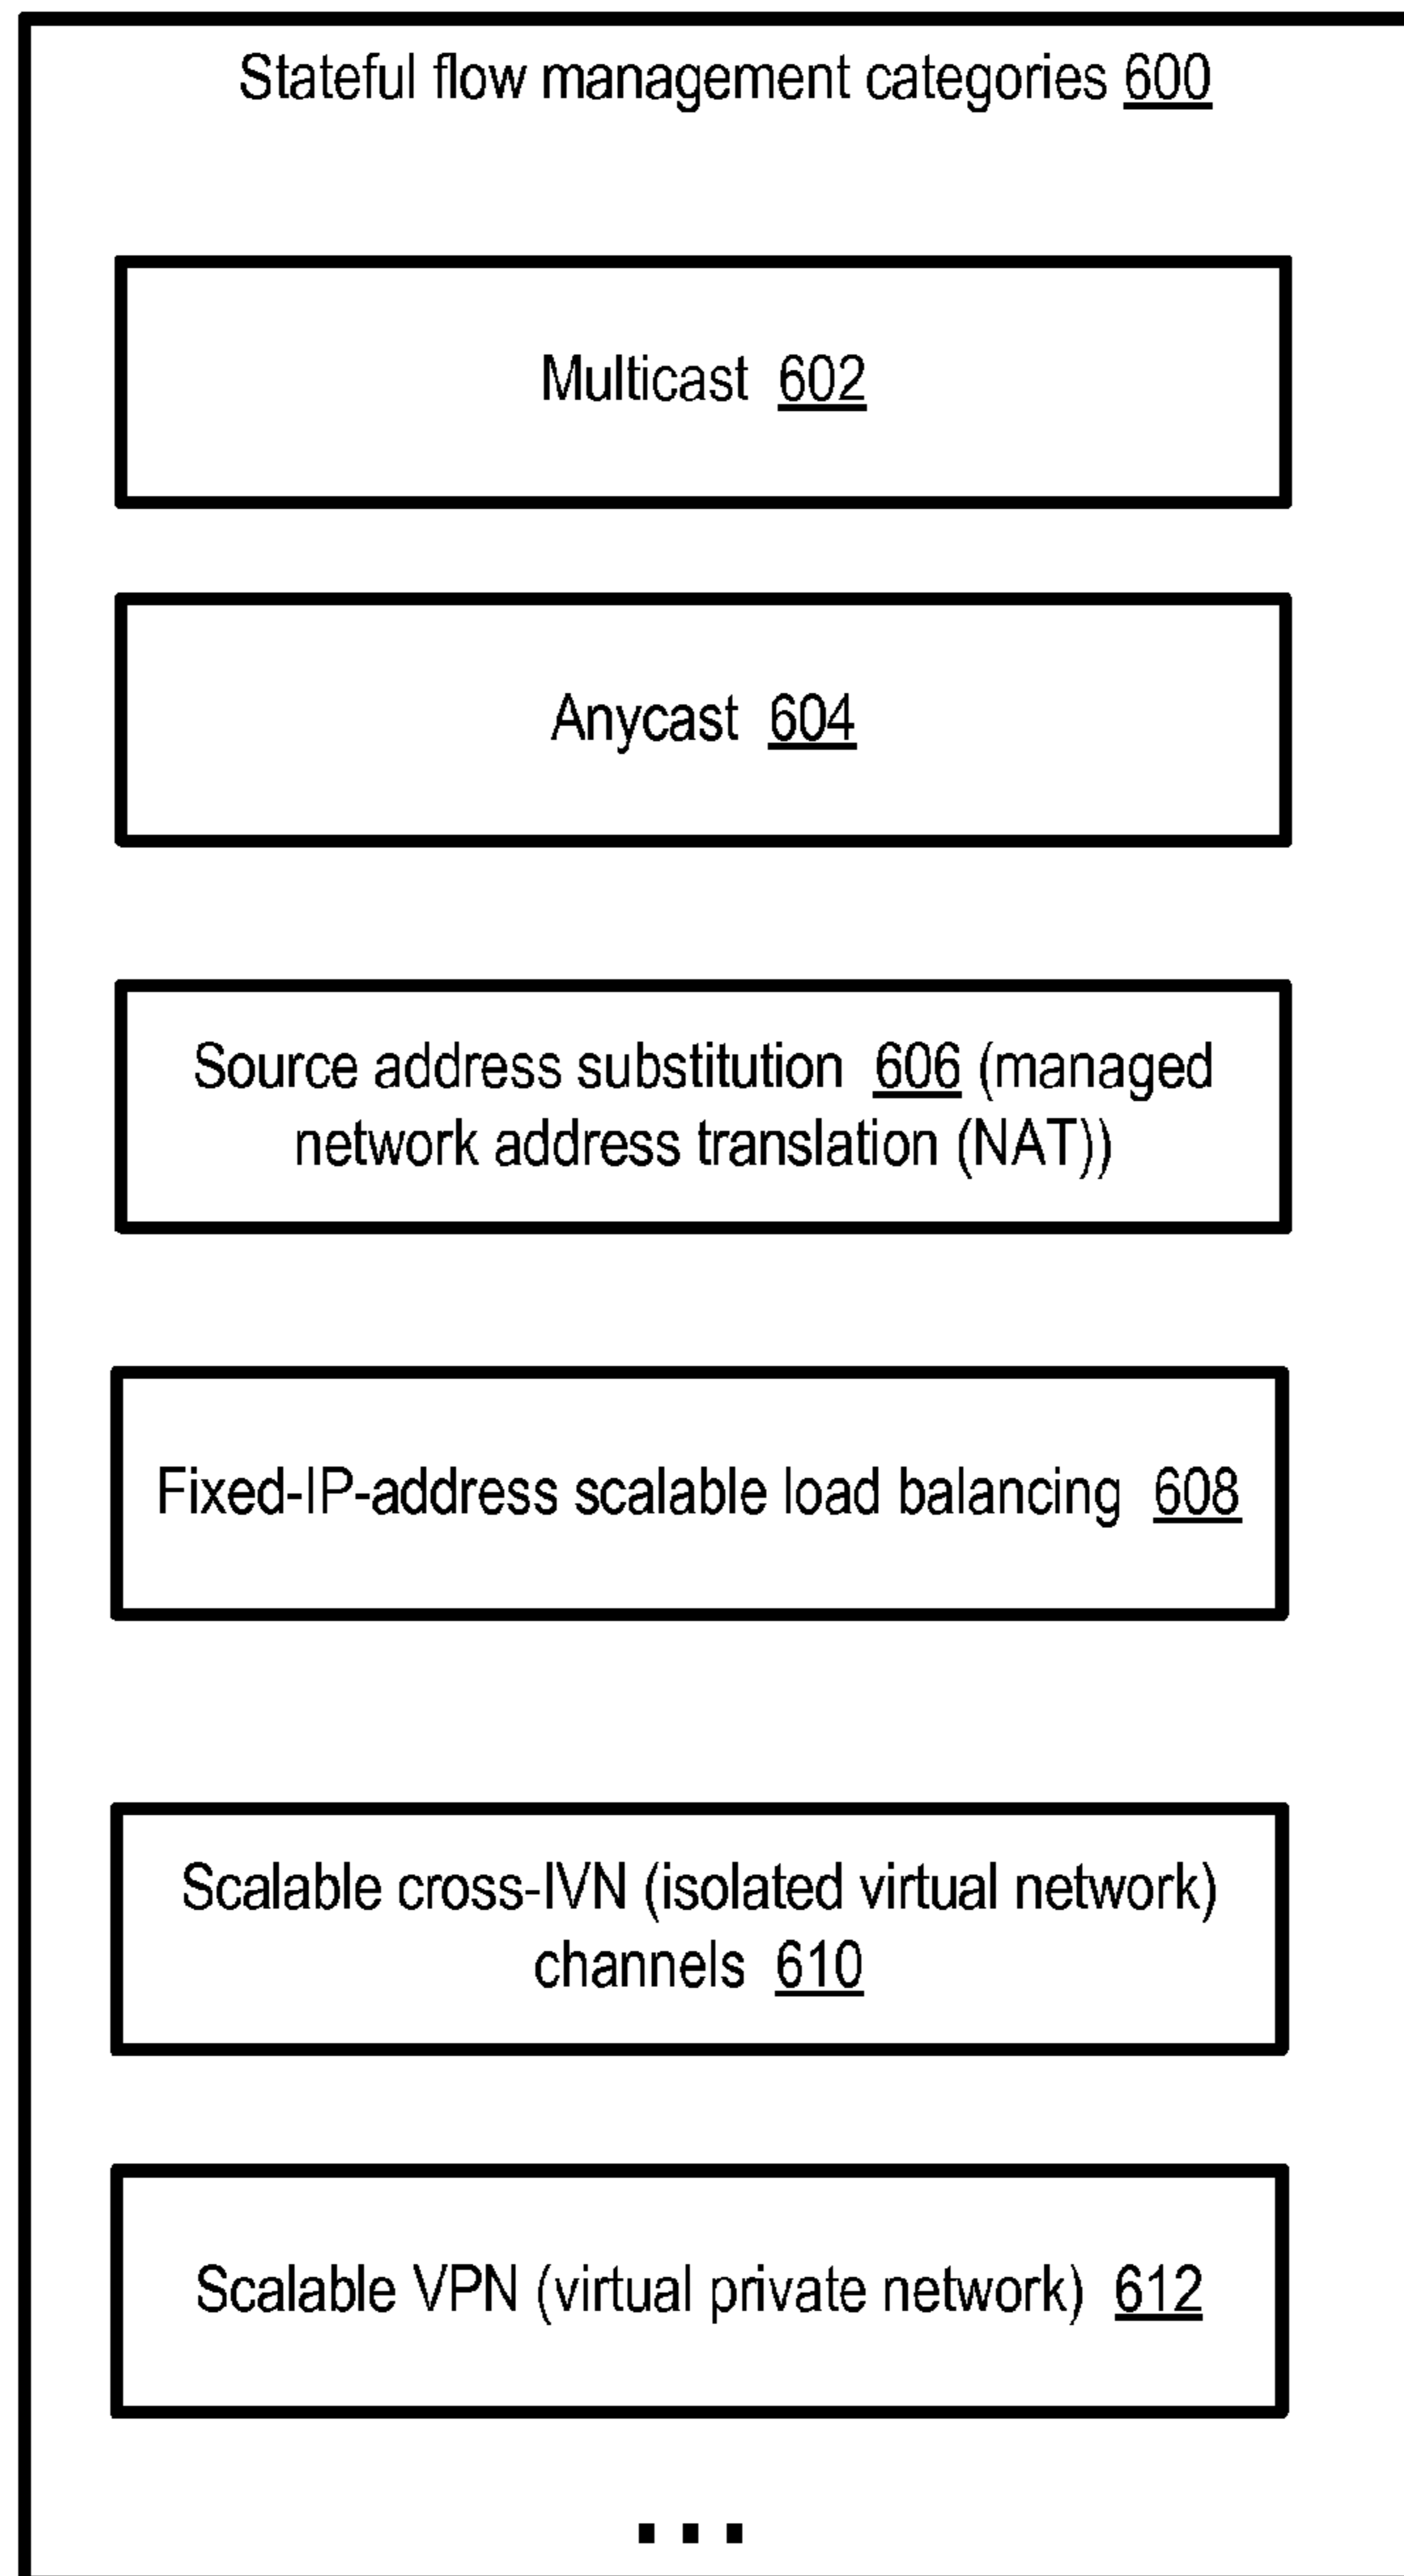 Stateful flow management categories 600
Multicast 602
Anycast 604
Source address substitution 606 (managed
network address translation (NAT))
Fixed-IP-address scalable load balancing 608
Scalable cross-IVN (isolated virtual network)
channels 610
Scalable VPN (virtual private network) 612
...